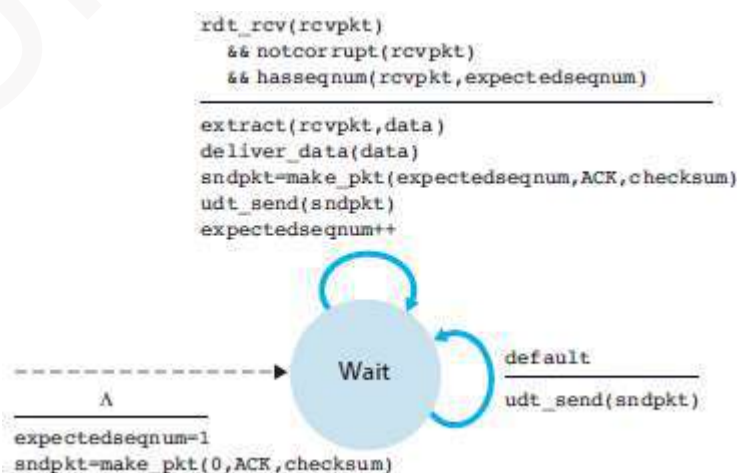 rdt_rcv(rcvpkt)
&& notcorrupt(rcvpkt)
&& hasseqnum(rcvpkt,expectedseqnum)
extract(rcvpkt,data)
deliver_data(data)
sndpkt=make_pkt(expectedseqnum,ACK,checksum)
udt_send(sndpkt)
expectedseqnum++
Wait
default
udt_send(sndpkt)
Λ
expectedseqnum=1
sndpkt=make_pkt(0,ACK,checksum)